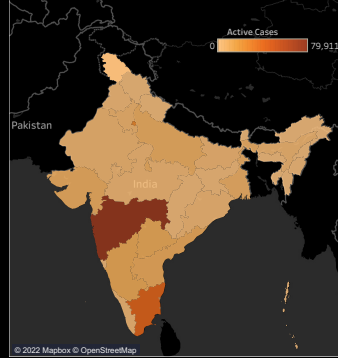 Active Cases
0 79,911
Pakistan
India
© 2022 Mapbox © OpenStreetMap